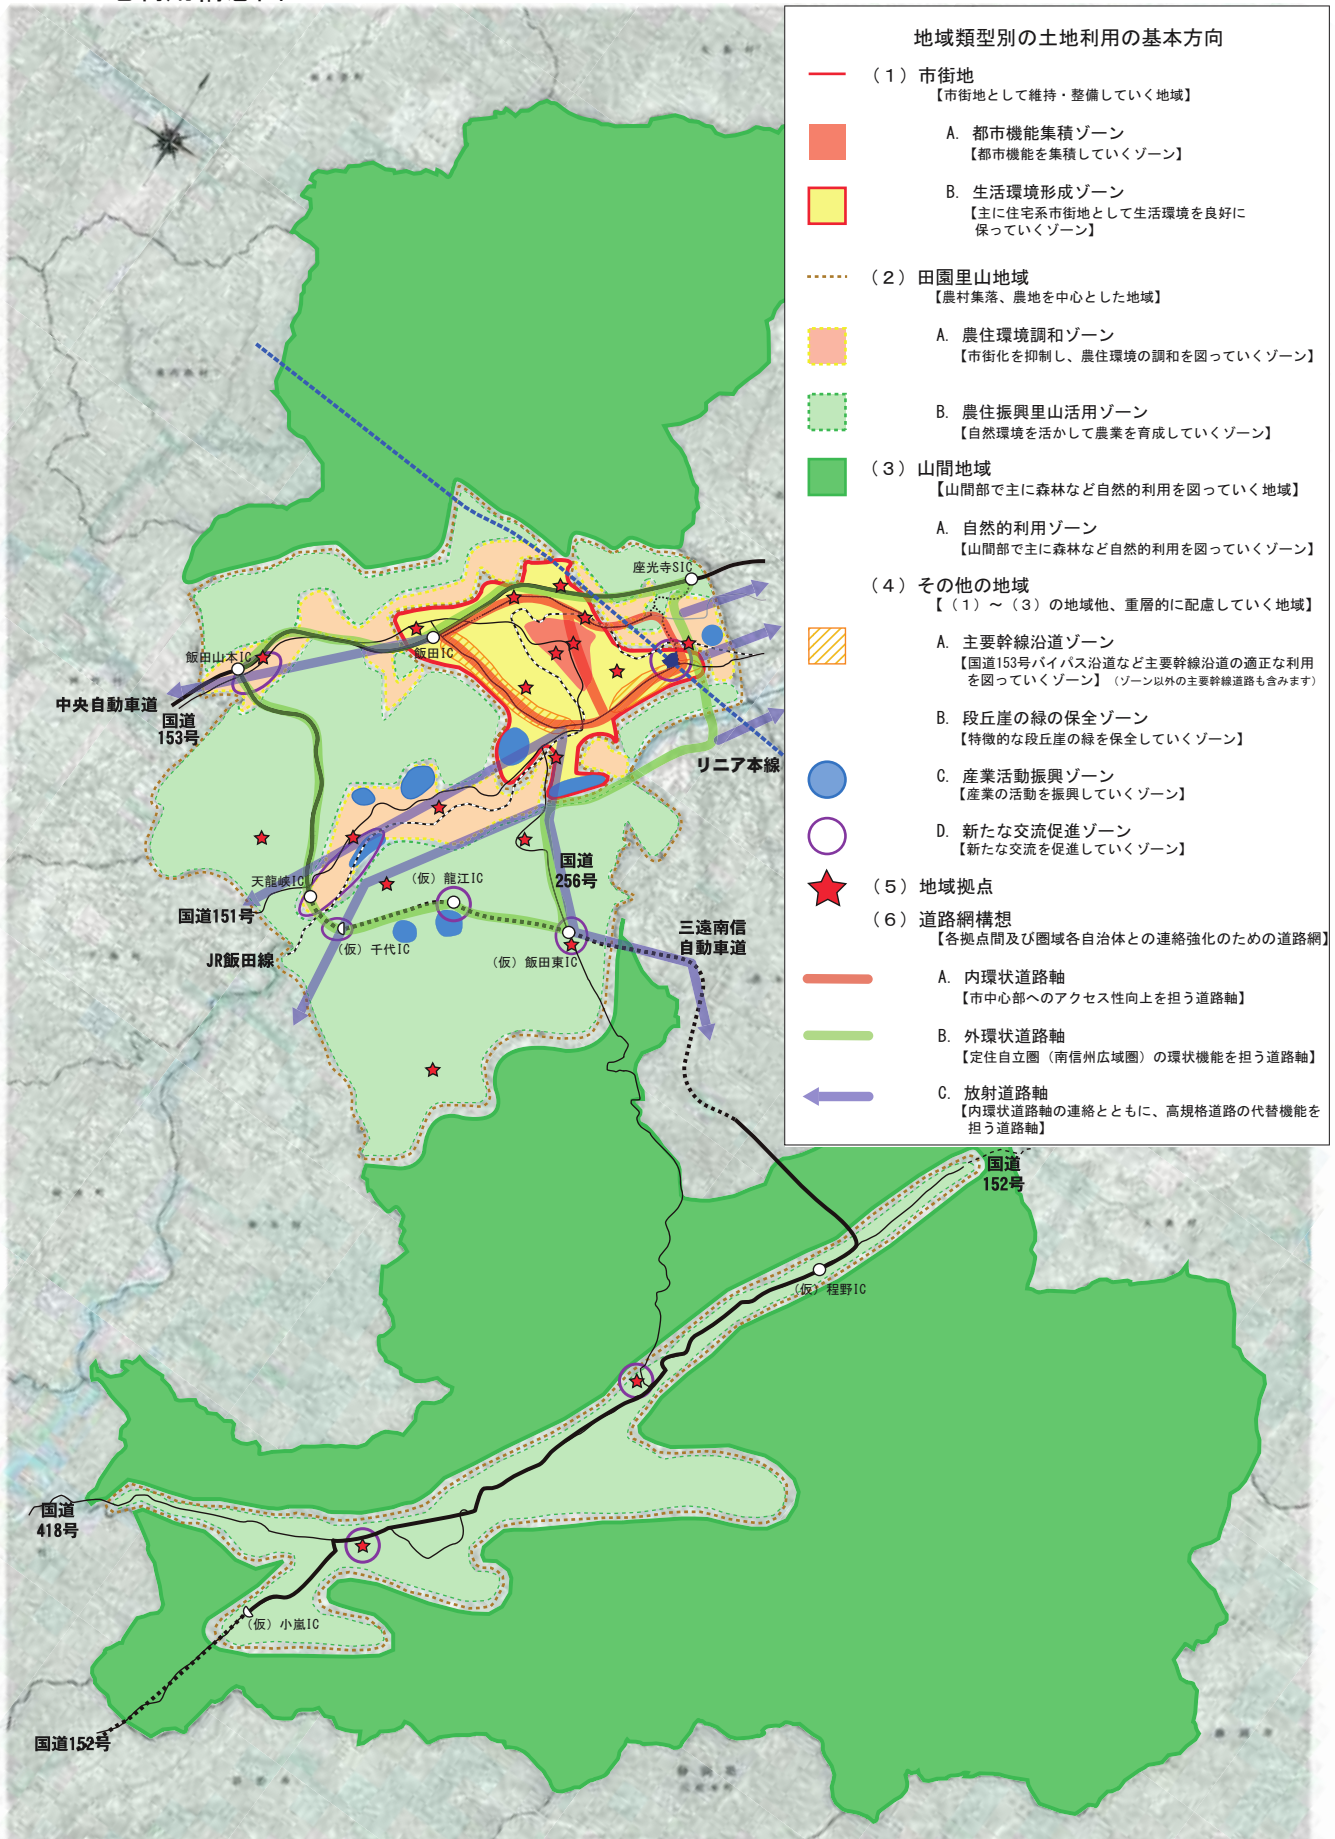 地域類型別の土地利用の基本方向
（１）市街地
【市街地として維持・整備していく地域】
A. 都市機能集積ゾーン
【都市機能を集積していくゾーン】
B. 生活環境形成ゾーン
【主に住宅系市街地として生活環境を良好に
保っていくゾーン】
（２）田園里山地域
【農村集落、農地を中心とした地域】
A. 農住環境調和ゾーン
【市街化を抑制し、農住環境の調和を図っていくゾーン】
B. 農住振興里山活用ゾーン
【自然環境を活かして農業を育成していくゾーン】
（３）山間地域
【山間部で主に森林など自然的利用を図っていく地域】
A. 自然的利用ゾーン
【山間部で主に森林など自然的利用を図っていくゾーン】
（４）その他の地域
【（１）～（３）の地域他、重層的に配慮していく地域】
A. 主要幹線沿道ゾーン
【国道153号バイパス沿道など主要幹線沿道の適正な利用
を図っていくゾーン】（ゾーン以外の主要幹線道路も含みます）
B. 段丘崖の緑の保全ゾーン
【特徴的な段丘崖の緑を保全していくゾーン】
C. 産業活動振興ゾーン
【産業の活動を振興していくゾーン】
D. 新たな交流促進ゾーン
【新たな交流を促進していくゾーン】
（５）地域拠点
（６）道路網構想
【各拠点間及び圏域各自治体との連絡強化のための道路網】
A. 内環状道路軸
【市中心部へのアクセス性向上を担う道路軸】
B. 外環状道路軸
【定住自立圏（南信州広域圏）の環状機能を担う道路軸】
C. 放射道路軸
【内環状道路軸の連絡とともに、高規格道路の代替機能を
担う道路軸】
座光寺SIC
飯田IC
飯田山本IC
中央自動車道
国道
153号
リニア本線
国道
256号
天龍峡IC
（仮）龍江IC
国道151号
三遠南信
自動車道
（仮）千代IC
JR飯田線
（仮）飯田東IC
国道
152号
（仮）程野IC
国道
418号
（仮）小嵐IC
国道152号